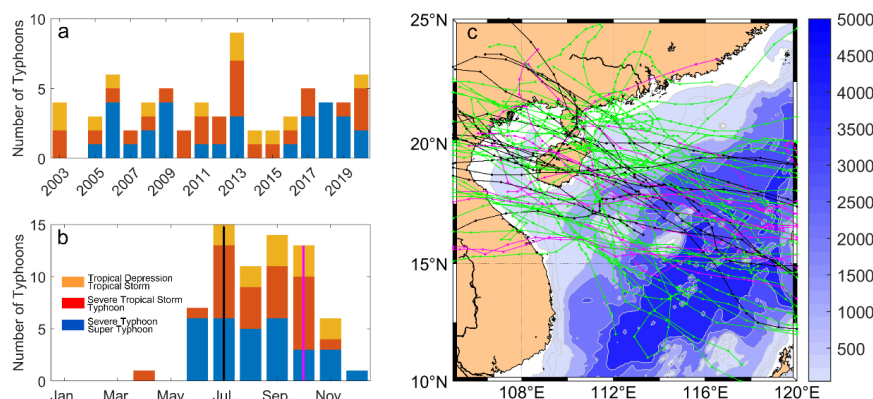 a
Number of Typhoons
10
5
0
2003
2005
2007
2009
2011
2013
2015
2017
2019
b
Number of Typhoons
15
10
5
0
Tropical Depression
Tropical Storm
Severe Tropical Storm
Typhoon
Severe Typhoon
Super Typhoon
Jan
Mar
May
Jul
Sep
Nov
c
25°N
20°N
15°N
10°N
108°E
112°E
116°E
120°E
5000
4500
4000
3500
3000
2500
2000
1500
1000
500